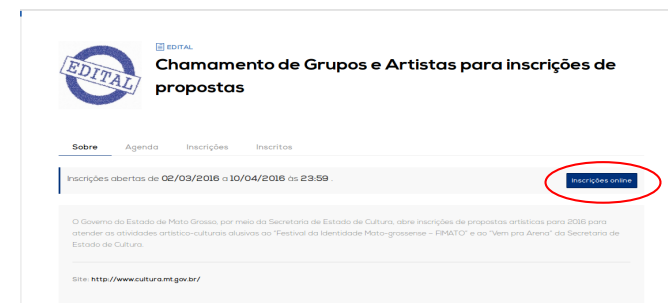 EDITAL
EDITAL
Chamamento de Grupos e Artistas para inscrições de
propostas
Sobre Agenda Inscrições Inscritos
Inscrições abertas de 02/03/2016 a 10/04/2016 às 23:59 .
Inscrições online
O Governo do Estado de Mato Grosso, por meio da Secretaria de Estado de Cultura, abre inscrições de propostas artísticas para 2016 para
atender as atividades artístico-culturais alusivas ao "Festival da Identidade Mato-grossense – FIMATO" e ao "Vem pra Arena" da Secretaria de
Estado de Cultura.
Site: http://www.cultura.mt.gov.br/